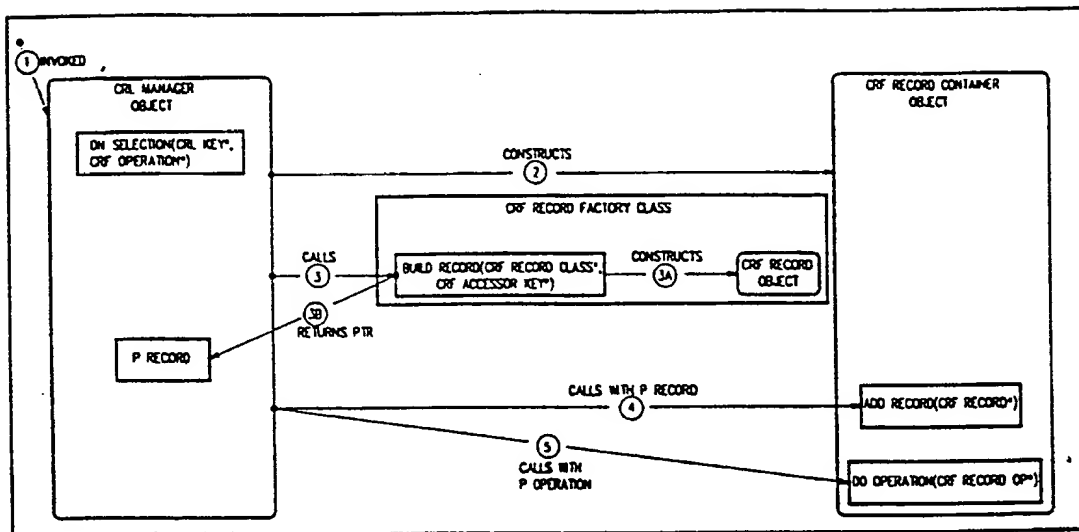 1 INVOKED
CRL MANAGER
OBJECT
ON SELECTION(CRL KEY*,
CRF OPERATION*)
CRF RECORD CONTAINER
OBJECT
CONSTRUCTS
2
CRF RECORD FACTORY CLASS
CALLS
3
BUILD RECORD(CRF RECORD CLASS*,
CRF ACCESSOR KEY*)
CONSTRUCTS
3A
CRF RECORD
OBJECT
3B
RETURNS PTR
P RECORD
CALLS WITH P RECORD
4
ADD RECORD(CRF RECORD*)
5
CALLS WITH
P OPERATION
DO OPERATION(CRF RECORD OP*)